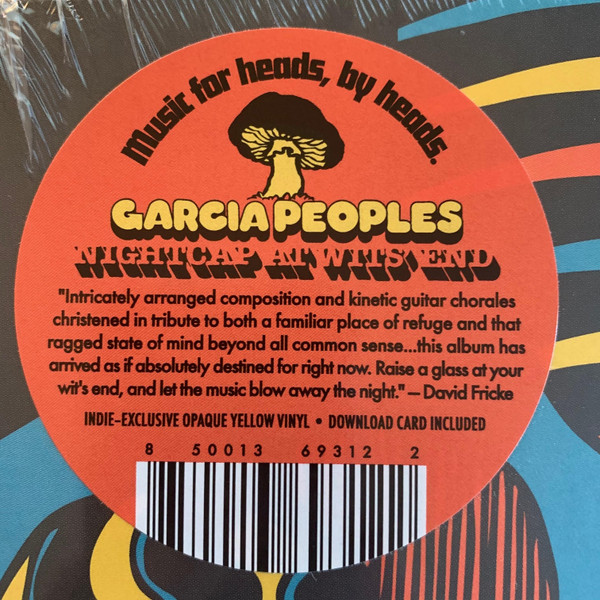 Music for heads, by heads.
GARCIA PEOPLES
NIGHTCAP AT WITS' END
"Intricately arranged composition and kinetic guitar chorales
christened in tribute to both a familiar place of refuge and that
ragged state of mind beyond all common sense...this album has
arrived as if absolutely destined for right now. Raise a glass at your
wit's end, and let the music blow away the night." — David Fricke
INDIE–EXCLUSIVE OPAQUE YELLOW VINYL • DOWNLOAD CARD INCLUDED
8 50013 69312 2